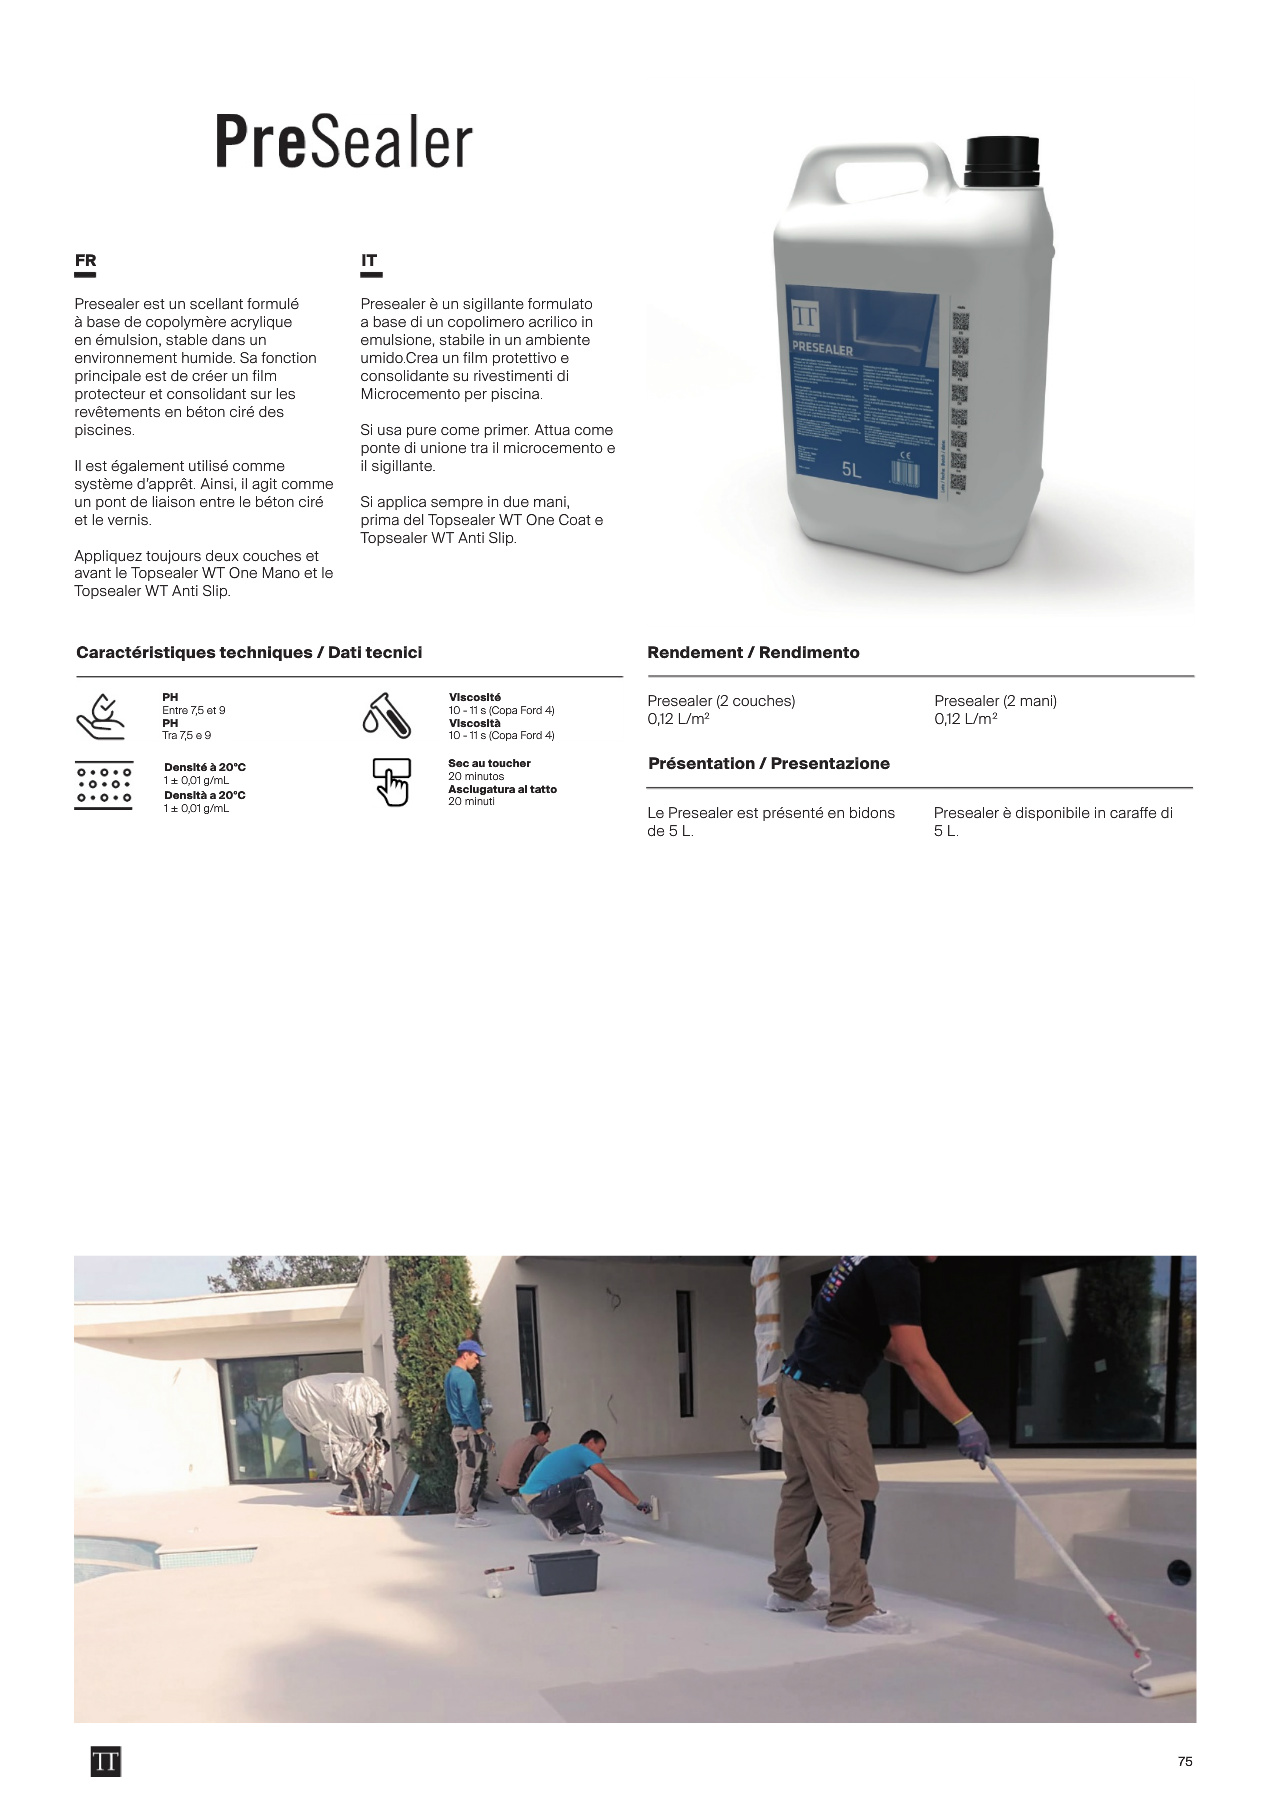 PreSealer
FR
Presealer est un scellant formulé
à base de copolymère acrylique
en émulsion, stable dans un
environnement humide. Sa fonction
principale est de créer un film
protecteur et consolidant sur les
revêtements en béton ciré des
piscines.
Il est également utilisé comme
système d'apprêt. Ainsi, il agit comme
un pont de liaison entre le béton ciré
et le vernis.
Appliquez toujours deux couches et
avant le Topsealer WT One Mano et le
Topsealer WT Anti Slip.
IT
Presealer è un sigillante formulato
a base di un copolimero acrilico in
emulsione, stabile in un ambiente
umido.Crea un film protettivo e
consolidante su rivestimenti di
Microcemento per piscina.
Si usa pure come primer. Attua come
ponte di unione tra il microcemento e
il sigillante.
Si applica sempre in due mani,
prima del Topsealer WT One Coat e
Topsealer WT Anti Slip.
TT
PRESEALER
5L
Caractéristiques techniques / Dati tecnici
PH
Entre 7,5 et 9
PH
Tra 7,5 e 9
Viscosité
10 - 11 s (Copa Ford 4)
Viscosità
10 - 11 s (Copa Ford 4)
Densité à 20ºC
1 ± 0,01 g/mL
Densità a 20ºC
1 ± 0,01 g/mL
Sec au toucher
20 minutos
Asciugatura al tatto
20 minuti
Rendement / Rendimento
Presealer (2 couches)
0,12 L/m²
Presealer (2 mani)
0,12 L/m²
Présentation / Presentazione
Le Presealer est présenté en bidons
de 5 L.
Presealer è disponibile in caraffe di
5 L.
TT
75